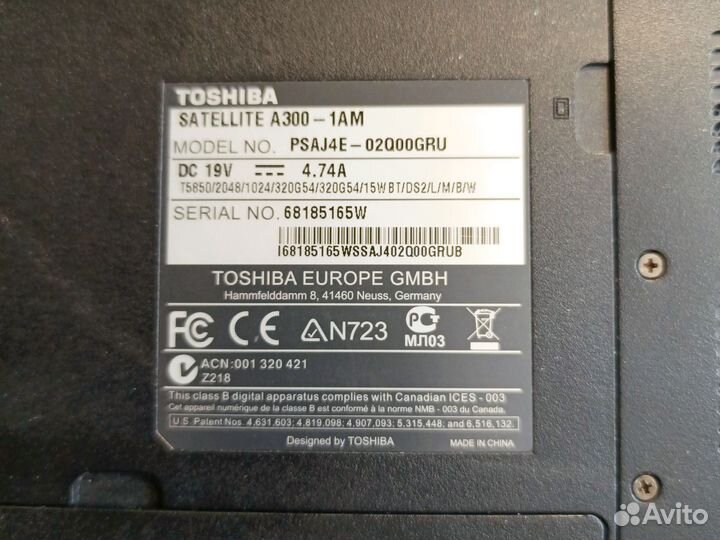 TOSHIBA
SATELLITE A300-1AM
MODEL NO. PSAJ4E-02Q00GRU
DC 19V 4.74A
T5850/2048/1024/320G54/320G54/15W BT/DS2/L/M/B/W
SERIAL NO. 68185165W
I68185165WSSAJ402Q00GRUB
TOSHIBA EUROPE GMBH
Hammfelddamm 8, 41460 Neuss, Germany
FC CE N723 РСТ
МЛ03
ACN:001 320 421
Z218
This class B digital apparatus complies with Canadian ICES - 003
Cet appareil numérique de la classe B est conformé à la norme NMB - 003 du Canada.
U.S. Patent Nos. 4,631,603; 4,819,098; 4,907,093; 5,315,448; and 6,516,132.
Designed by TOSHIBA MADE IN CHINA
Avito